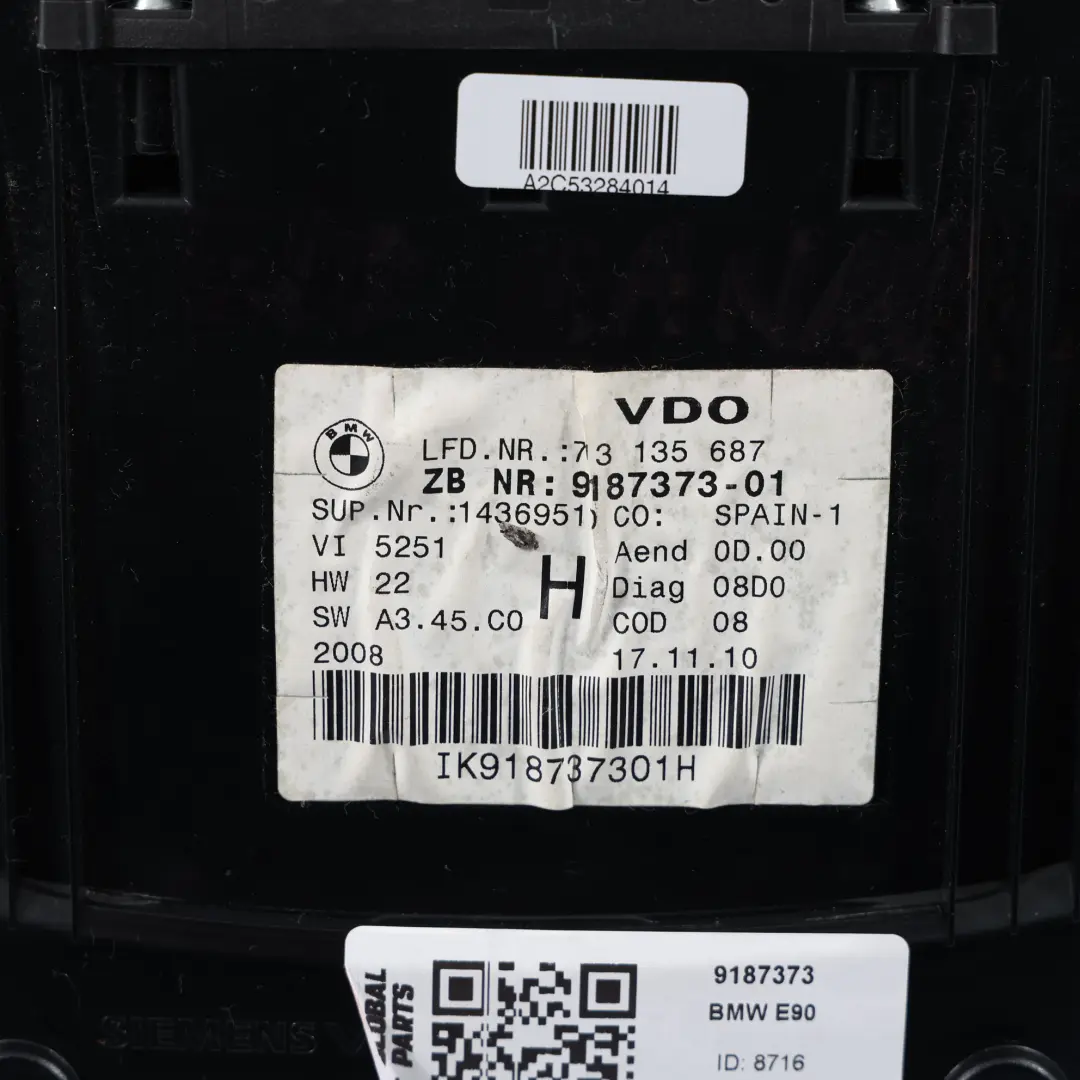 A2C53284014
VDO
BMW
LFD.NR.:73 135 687
ZB NR: 9187373-01
SUP.Nr.:1436951 CO: SPAIN-1
VI 5251 Aend 0D.00
HW 22 H Diag 08D0
SW A3.45.C0 COD 08
2008 17.11.10
IK918737301H
GLOBAL
PARTS
9187373
BMW E90
ID: 8716
SIEMENS V